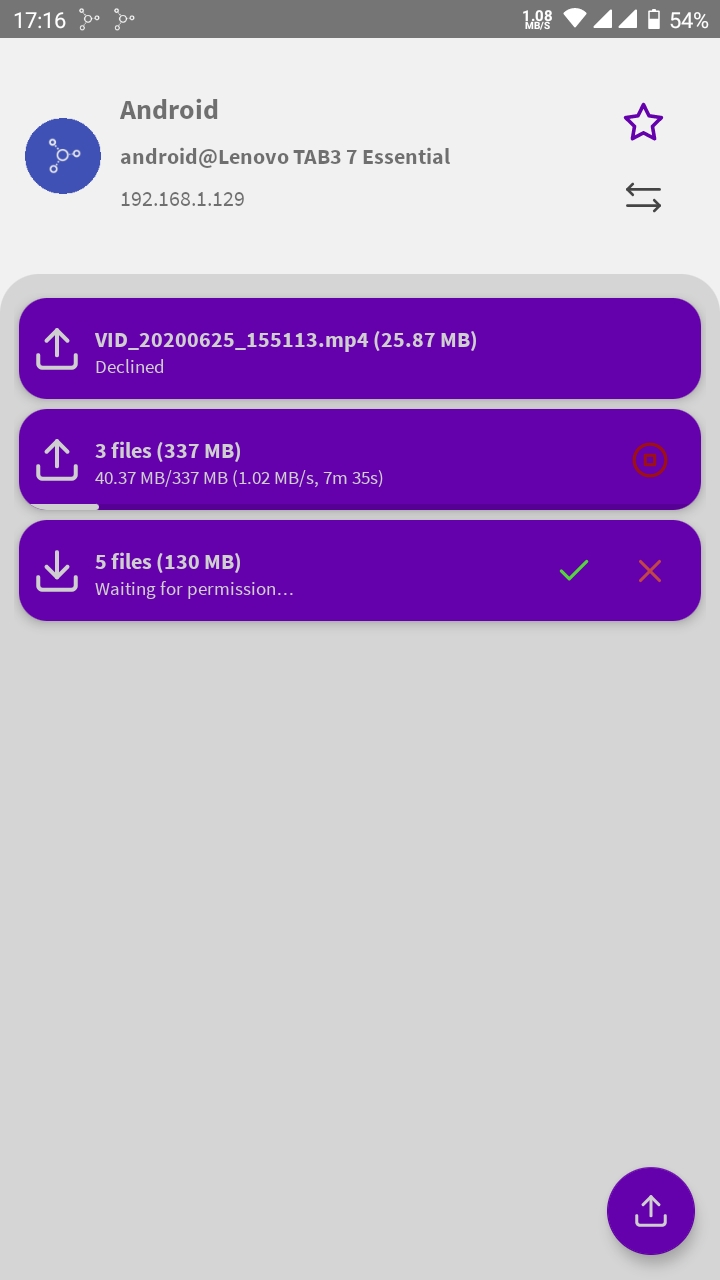 17:16
1.08
MB/S
54%
Android
android@Lenovo TAB3 7 Essential
192.168.1.129
VID_20200625_155113.mp4 (25.87 MB)
Declined
3 files (337 MB)
40.37 MB/337 MB (1.02 MB/s, 7m 35s)
5 files (130 MB)
Waiting for permission…